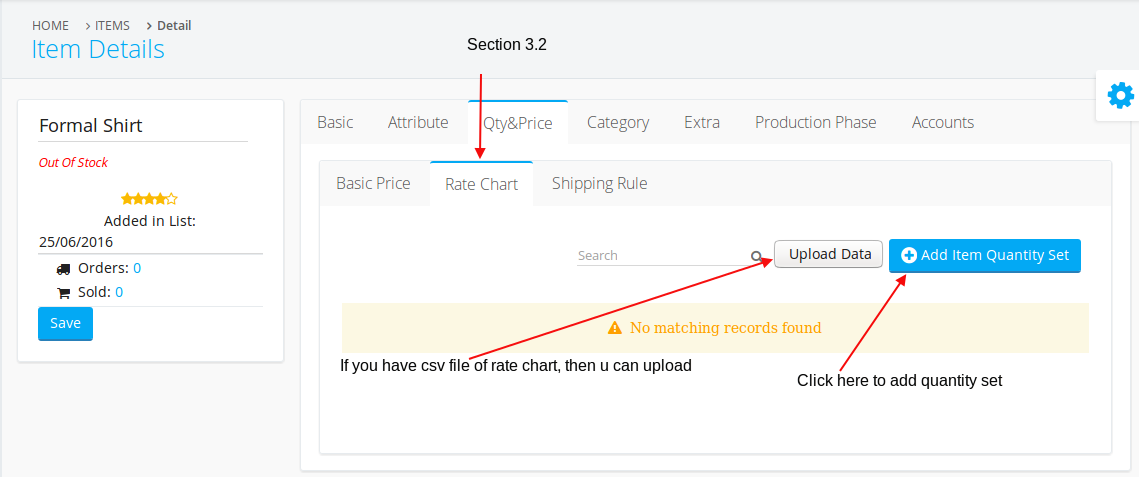 HOME > ITEMS > Detail
Item Details
Section 3.2
Formal Shirt
Out Of Stock
Added in List:
25/06/2016
Orders: 0
Sold: 0
Save
Basic Attribute Qty&Price Category Extra Production Phase Accounts
Basic Price Rate Chart Shipping Rule
Search Upload Data Add Item Quantity Set
No matching records found
If you have csv file of rate chart, then u can upload
Click here to add quantity set